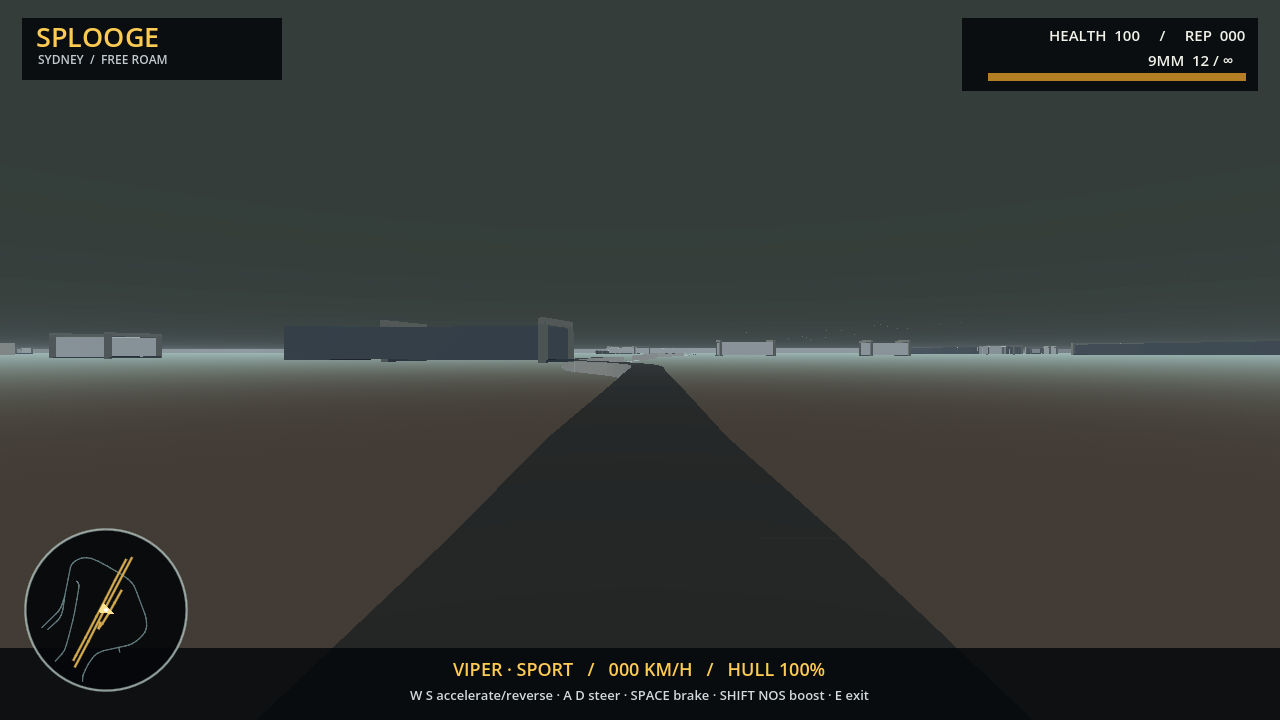 SPLOOGE
SYDNEY / FREE ROAM
HEALTH 100 / REP 000
9MM 12 / ∞
VIPER · SPORT / 000 KM/H / HULL 100%
W S accelerate/reverse · A D steer · SPACE brake · SHIFT NOS boost · E exit